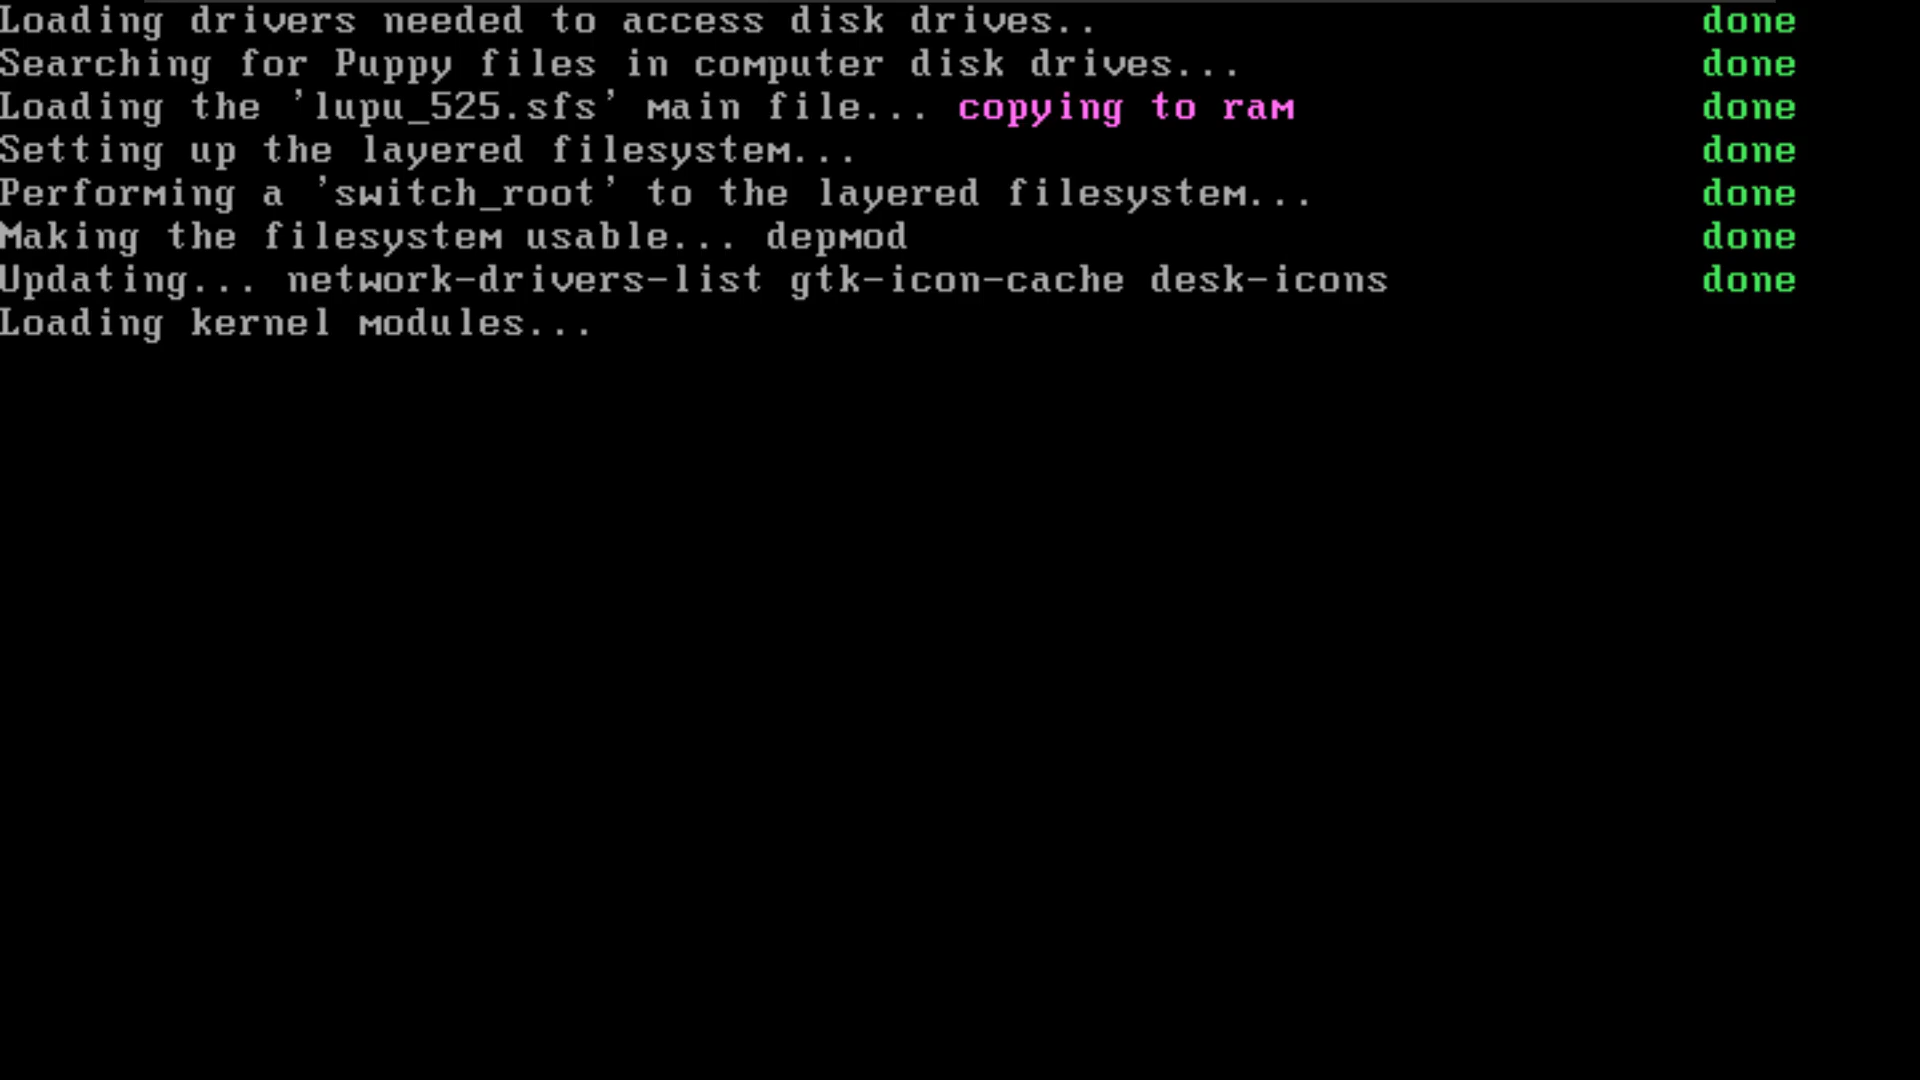 Loading drivers needed to access disk drives.. done
Searching for Puppy files in computer disk drives... done
Loading the 'lupu_525.sfs' main file... copying to ram done
Setting up the layered filesystem... done
Performing a 'switch_root' to the layered filesystem... done
Making the filesystem usable... depmod done
Updating... network-drivers-list gtk-icon-cache desk-icons done
Loading kernel modules...